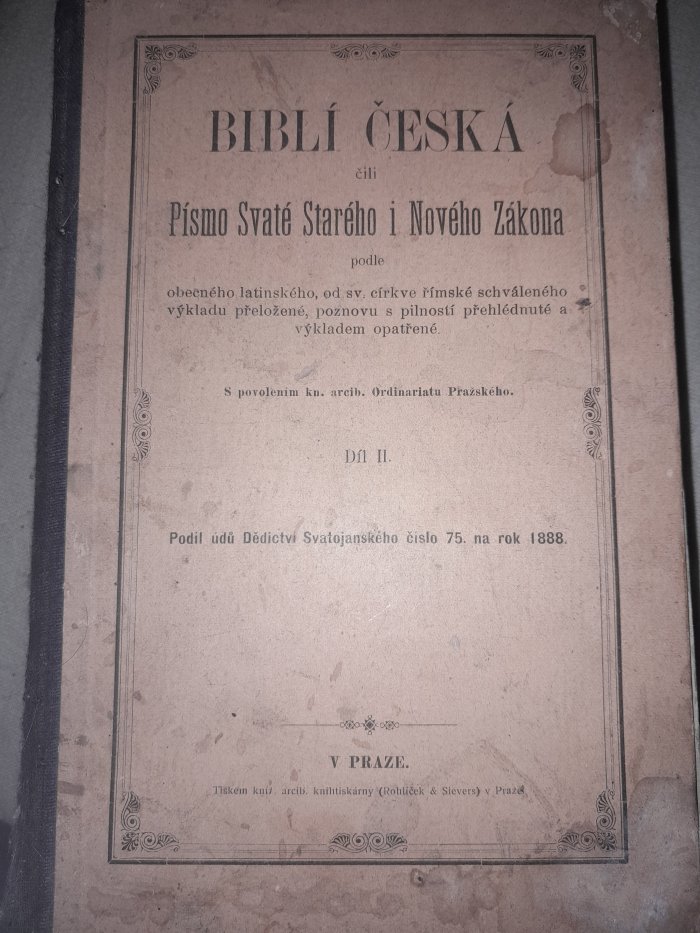 BIBLÍ ČESKÁ
čili
Písmo Svaté Starého i Nového Zákona
podle
obecného latinského, od sv. církve římské schváleného
výkladu přeložené, poznovu s pilností přehlédnuté a
výkladem opatřené.
S povolením kn. arcib. Ordinariatu Pražského.
Díl II.
Podíl údů Dědictví Svatojanského číslo 75. na rok 1888.
V PRAZE.
Tiskem kníž. arcib. knihtiskárny (Rohlíček & Sievers) v Praze.